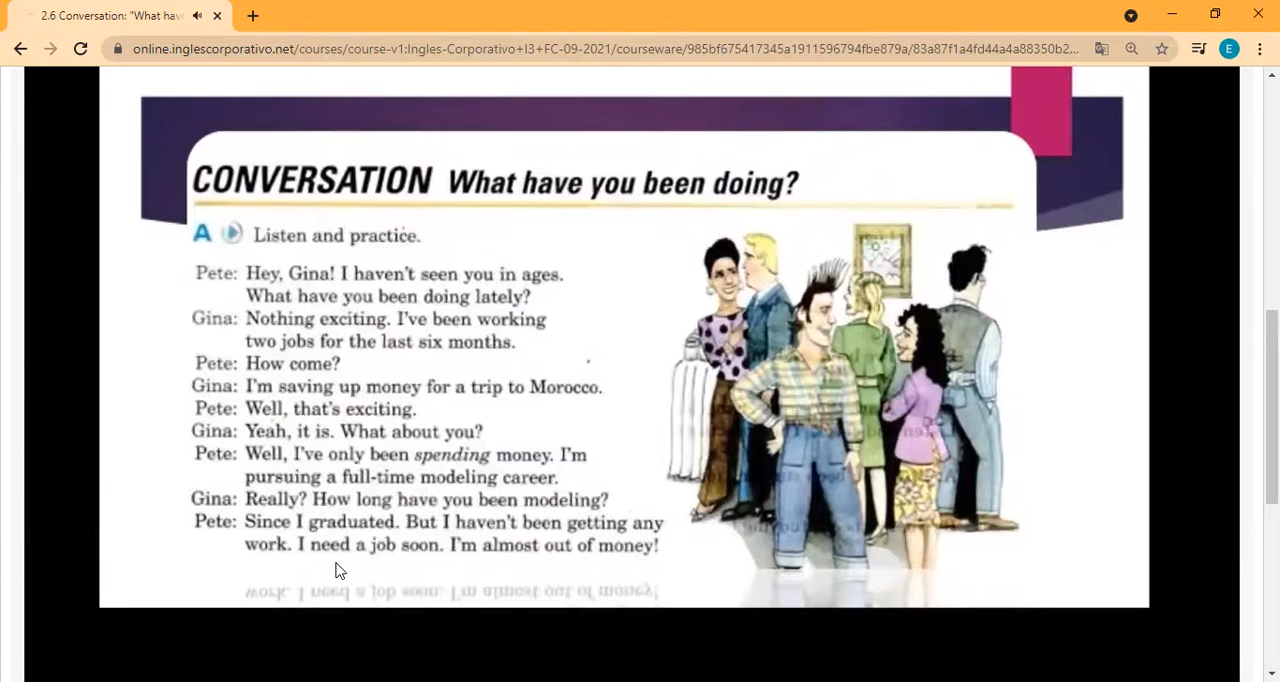 2.6 Conversation: "What hav
online.inglescorporativo.net/courses/course-v1:Ingles-Corporativo+I3+FC-09-2021/courseware/985bf675417345a1911596794fbe879a/83a87f1a4fd44a4a88350b2...
E
CONVERSATION What have you been doing?
A Listen and practice.
Pete: Hey, Gina! I haven't seen you in ages.
What have you been doing lately?
Gina: Nothing exciting. I've been working
two jobs for the last six months.
Pete: How come?
Gina: I'm saving up money for a trip to Morocco.
Pete: Well, that's exciting.
Gina: Yeah, it is. What about you?
Pete: Well, I've only been spending money. I'm
pursuing a full-time modeling career.
Gina: Really? How long have you been modeling?
Pete: Since I graduated. But I haven't been getting any
work. I need a job soon. I'm almost out of money!